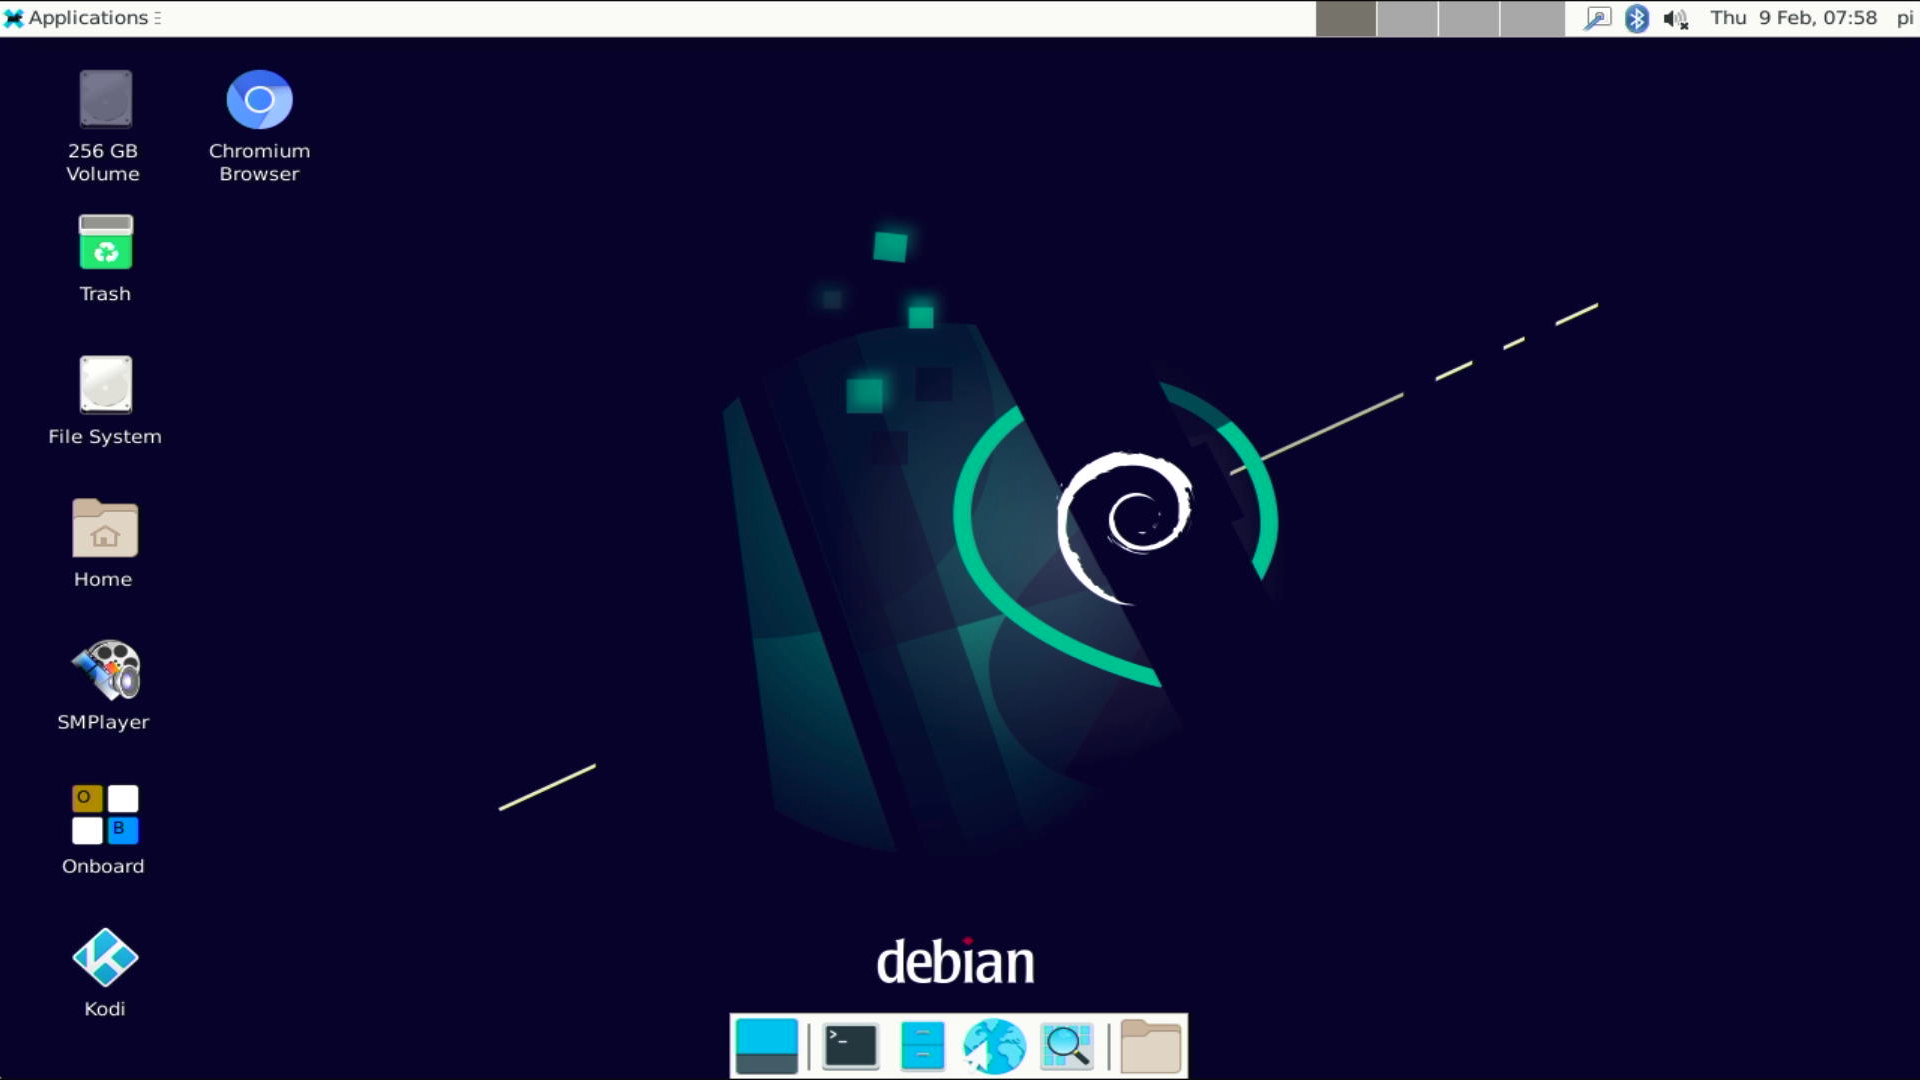 Applications
Thu 9 Feb, 07:58
pi
256 GB
Volume
Chromium
Browser
Trash
File System
Home
SMPlayer
O
B
Onboard
Kodi
debian
>_